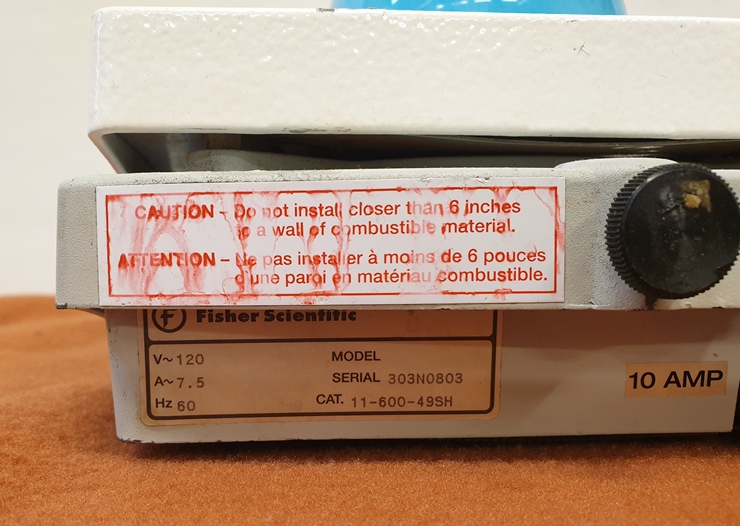 CAUTION - Do not install closer than 6 inches
to a wall of combustible material.
ATTENTION - Ne pas installer à moins de 6 pouces
d'une paroi en matériau combustible.
Fisher Scientific
V~ 120
MODEL
A~ 7.5
SERIAL 303N0803
Hz 60
CAT. 11-600-49SH
10 AMP